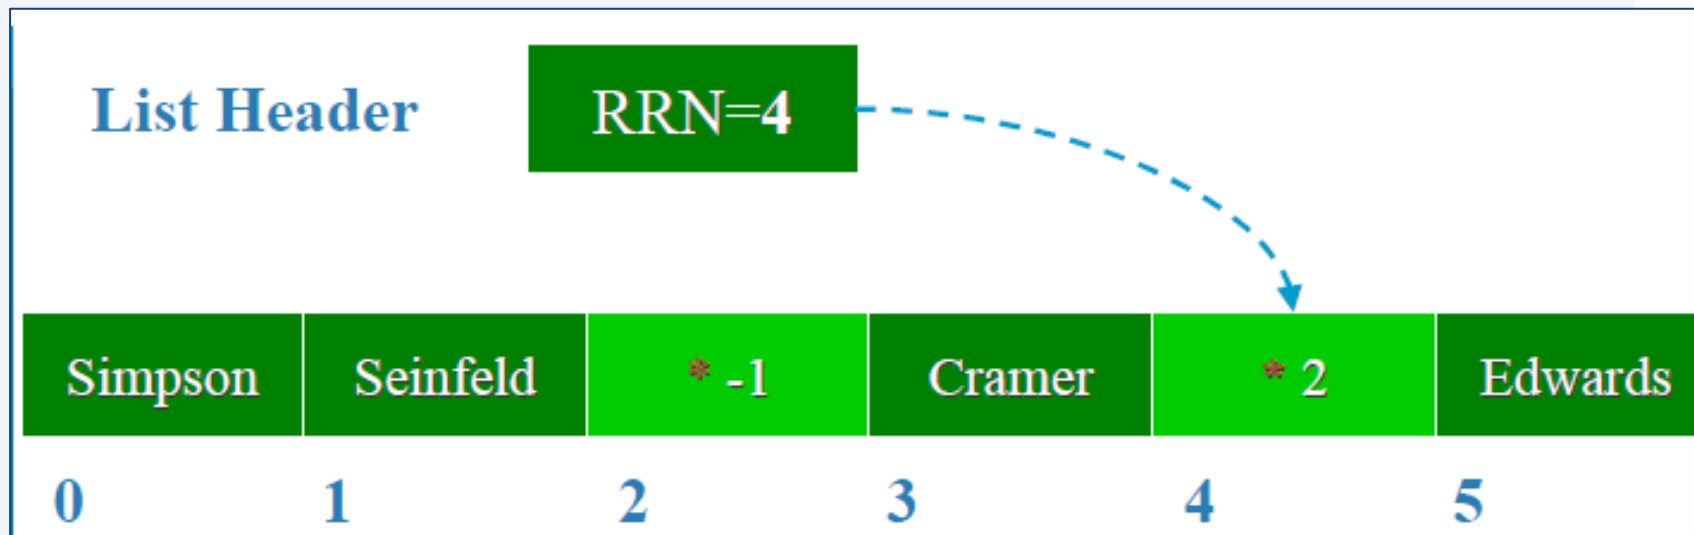 List Header RRN=4
Simpson Seinfeld * -1 Cramer * 2 Edwards
0 1 2 3 4 5